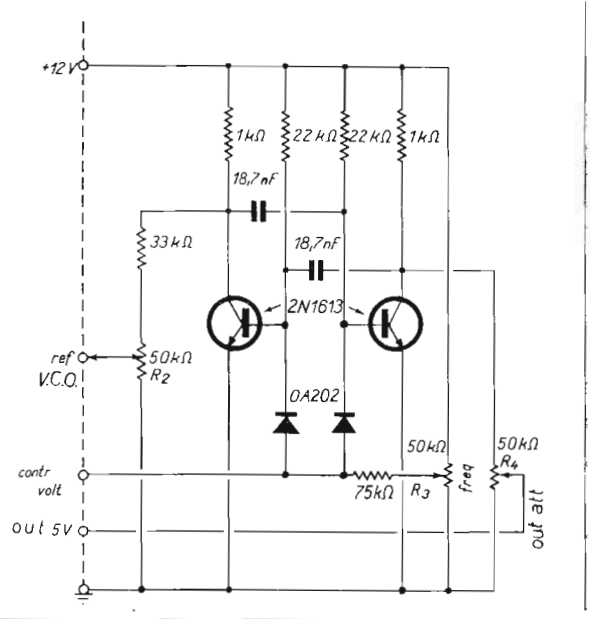 +12V
1kΩ
22kΩ
22kΩ
1kΩ
18,7nF
33kΩ
18,7nF
2N1613
ref
V.C.O.
50kΩ
R2
OA202
contr
volt
50kΩ
75kΩ
R3
freq
50kΩ
R4
out att
out 5V